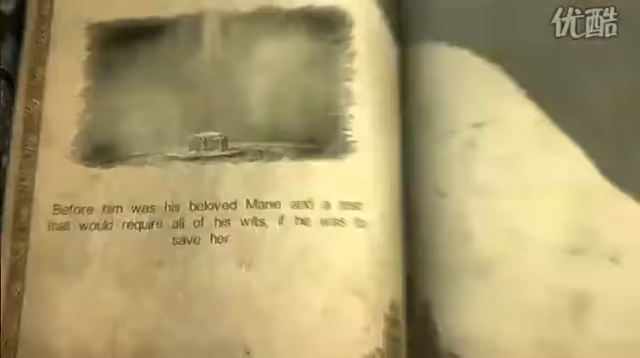 优酷
Before him was his beloved Marie and a test
that would require all of his wits, if he was to
save her